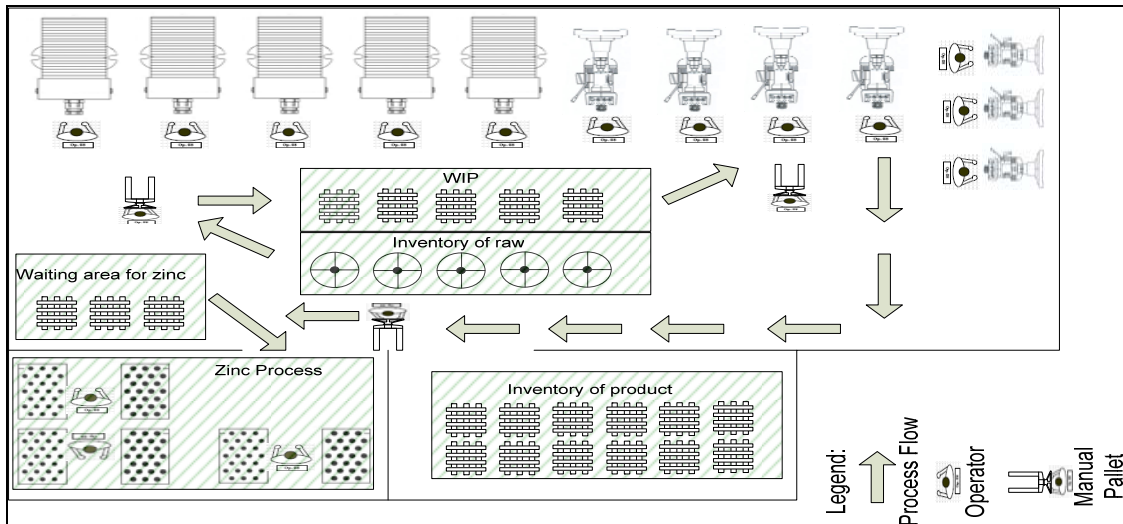 WIP
Inventory of raw
Waiting area for zinc
Zinc Process
Inventory of product
Legend:
Process Flow
Operator
Manual
Pallet